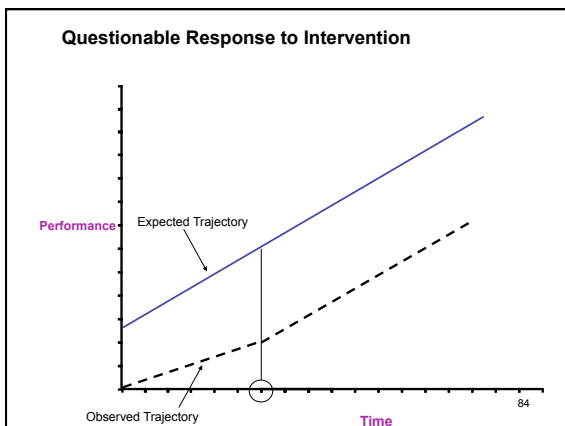 Questionable Response to Intervention
Performance
Expected Trajectory
Observed Trajectory
Time
84